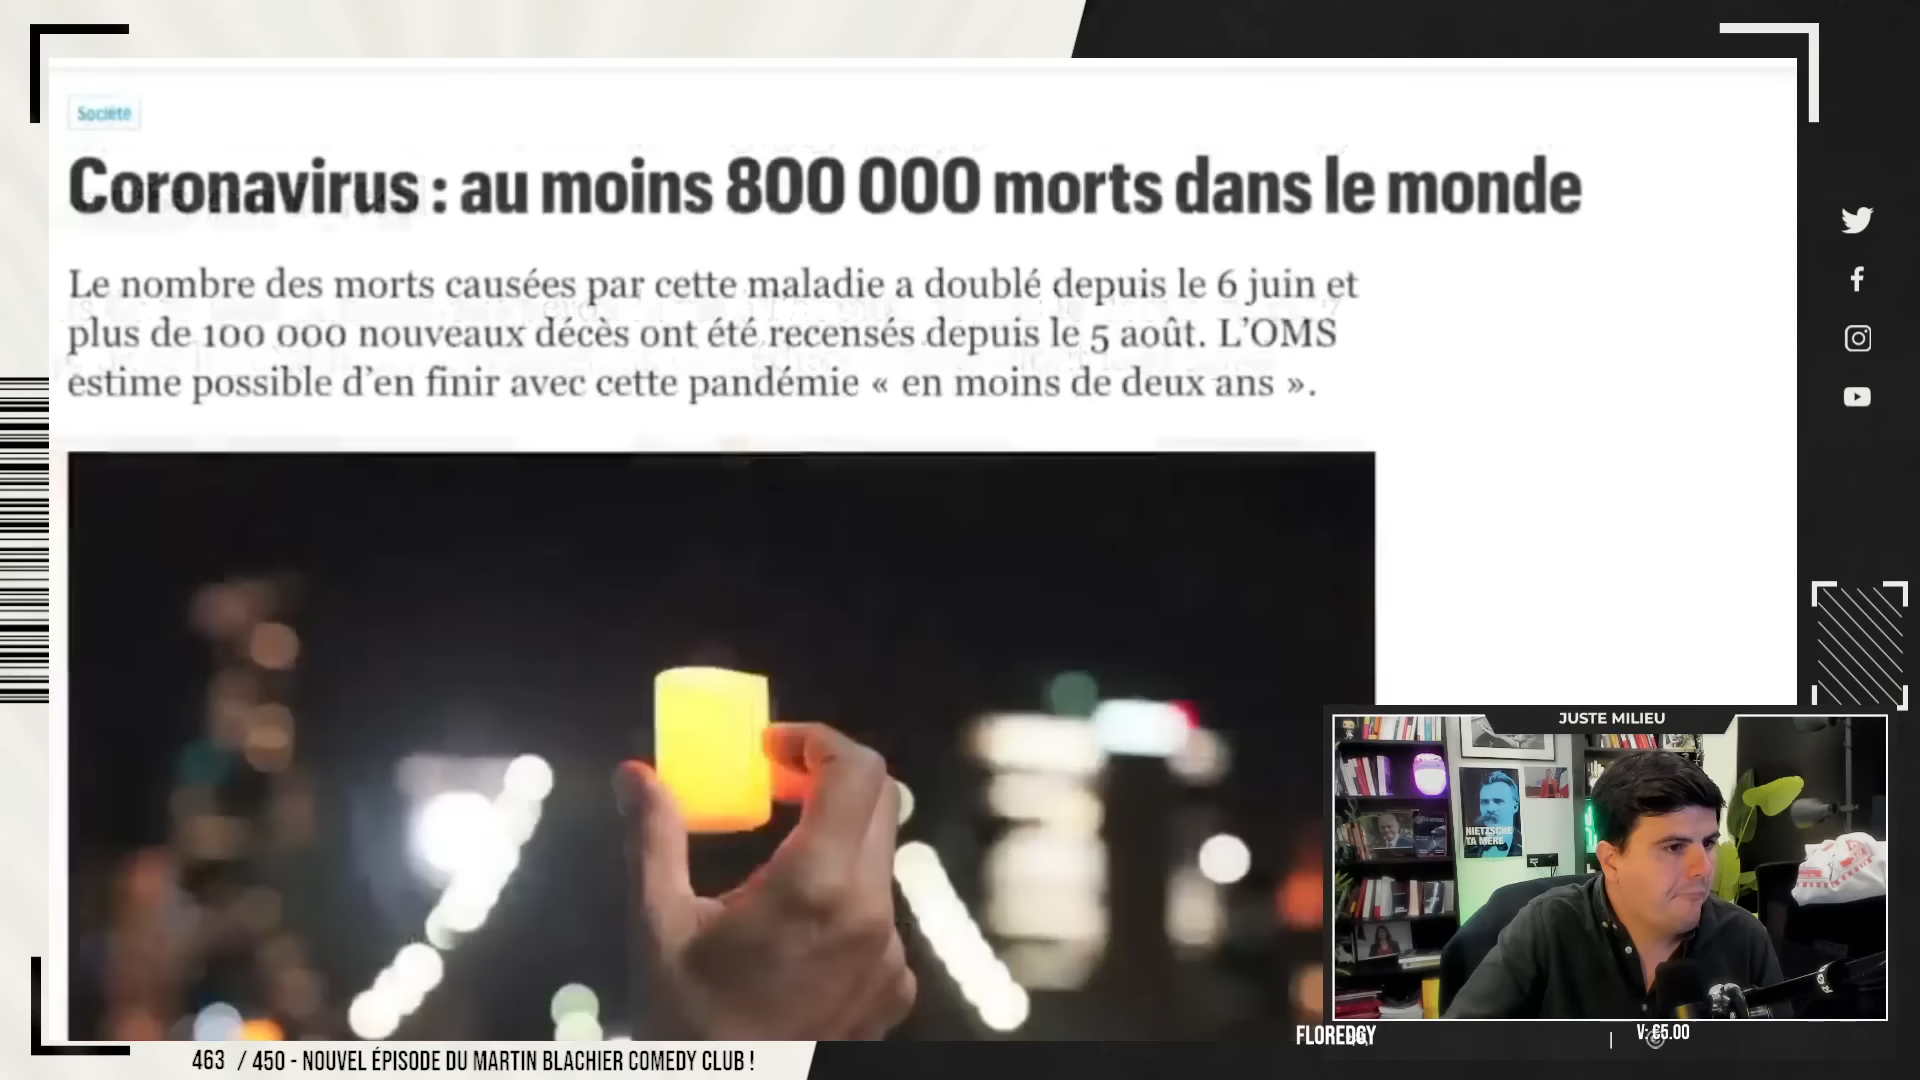 Société
Coronavirus : au moins 800 000 morts dans le monde
Le nombre des morts causées par cette maladie a doublé depuis le 6 juin et
plus de 100 000 nouveaux décès ont été recensés depuis le 5 août. L’OMS
estime possible d’en finir avec cette pandémie « en moins de deux ans ».
JUSTE MILIEU
NIETZSCHE
TA MÈRE
463 / 450 - NOUVEL ÉPISODE DU MARTIN BLACHIER COMEDY CLUB !